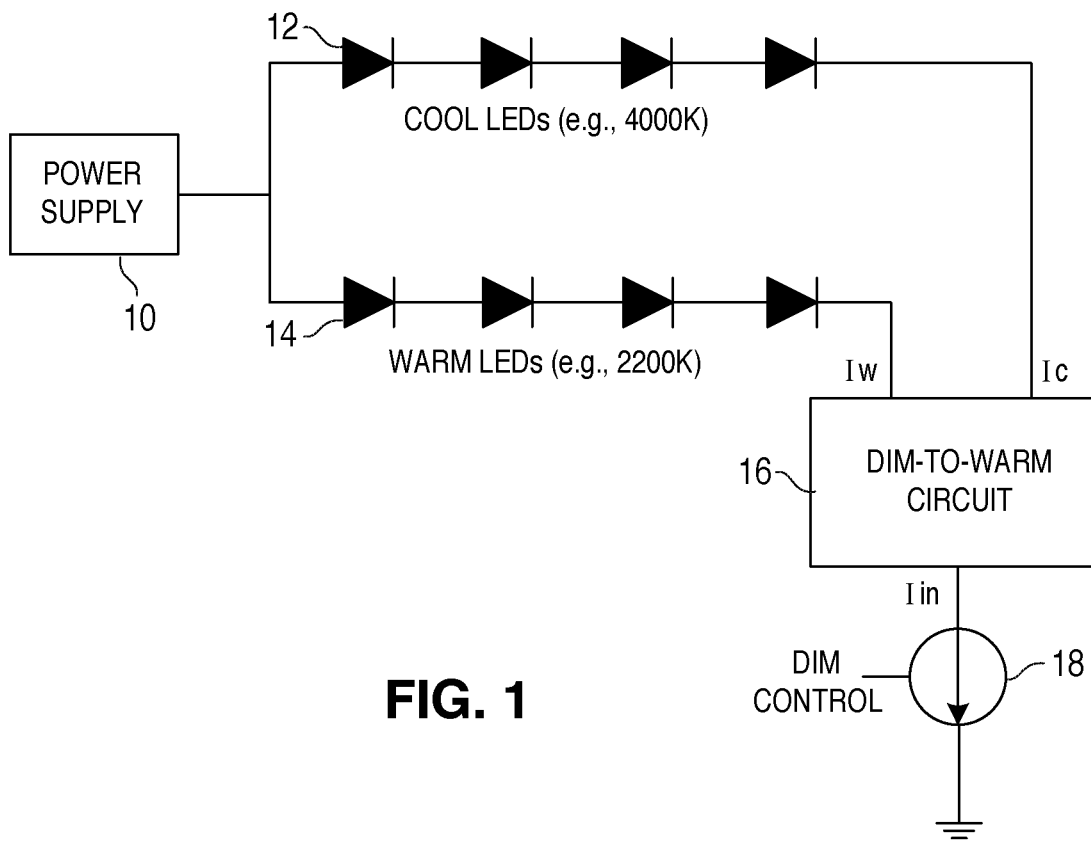 12
COOL LEDs (e.g., 4000K)
POWER
SUPPLY
10
14
WARM LEDs (e.g., 2200K)
Iw
Ic
16
DIM-TO-WARM
CIRCUIT
Iin
DIM
CONTROL
18
FIG. 1